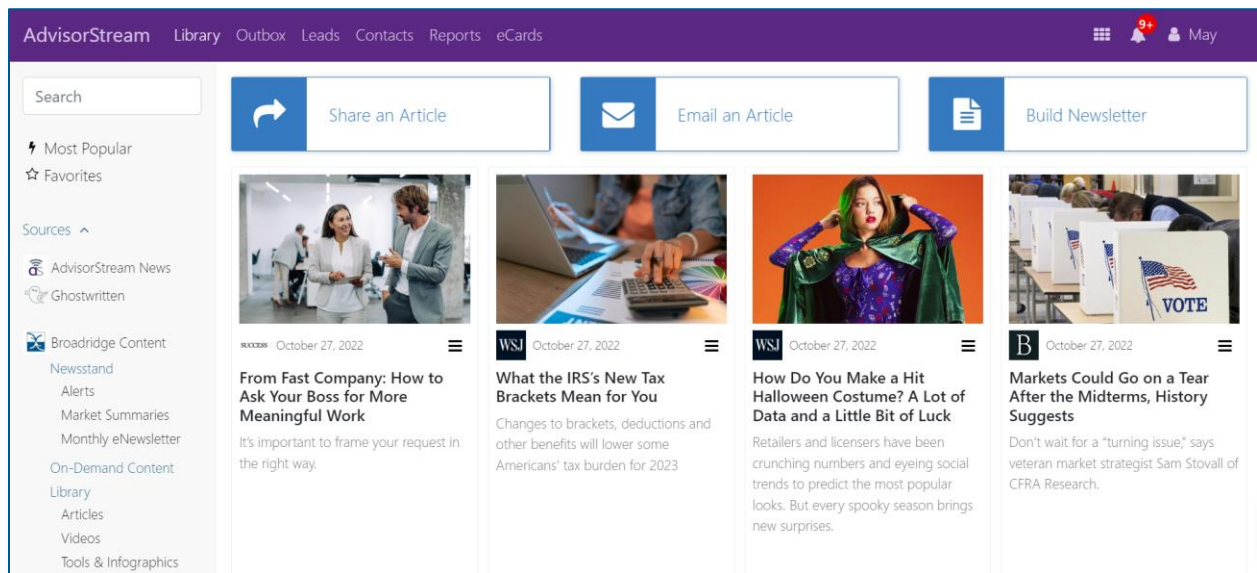 AdvisorStream Library Outbox Leads Contacts Reports eCards 9+ May
Search
Most Popular
Favorites
Sources
AdvisorStream News
Ghostwritten
Broadridge Content
Newsstand
Alerts
Market Summaries
Monthly eNewsletter
On-Demand Content
Library
Articles
Videos
Tools & Infographics
Share an Article
Email an Article
Build Newsletter
SUCCESS October 27, 2022
From Fast Company: How to
Ask Your Boss for More
Meaningful Work
It's important to frame your request in
the right way.
WSJ October 27, 2022
What the IRS's New Tax
Brackets Mean for You
Changes to brackets, deductions and
other benefits will lower some
Americans' tax burden for 2023
WSJ October 27, 2022
How Do You Make a Hit
Halloween Costume? A Lot of
Data and a Little Bit of Luck
Retailers and licensers have been
crunching numbers and eyeing social
trends to predict the most popular
looks. But every spooky season brings
new surprises.
VOTE
B October 27, 2022
Markets Could Go on a Tear
After the Midterms, History
Suggests
Don't wait for a "turning issue," says
veteran market strategist Sam Stovall of
CFRA Research.